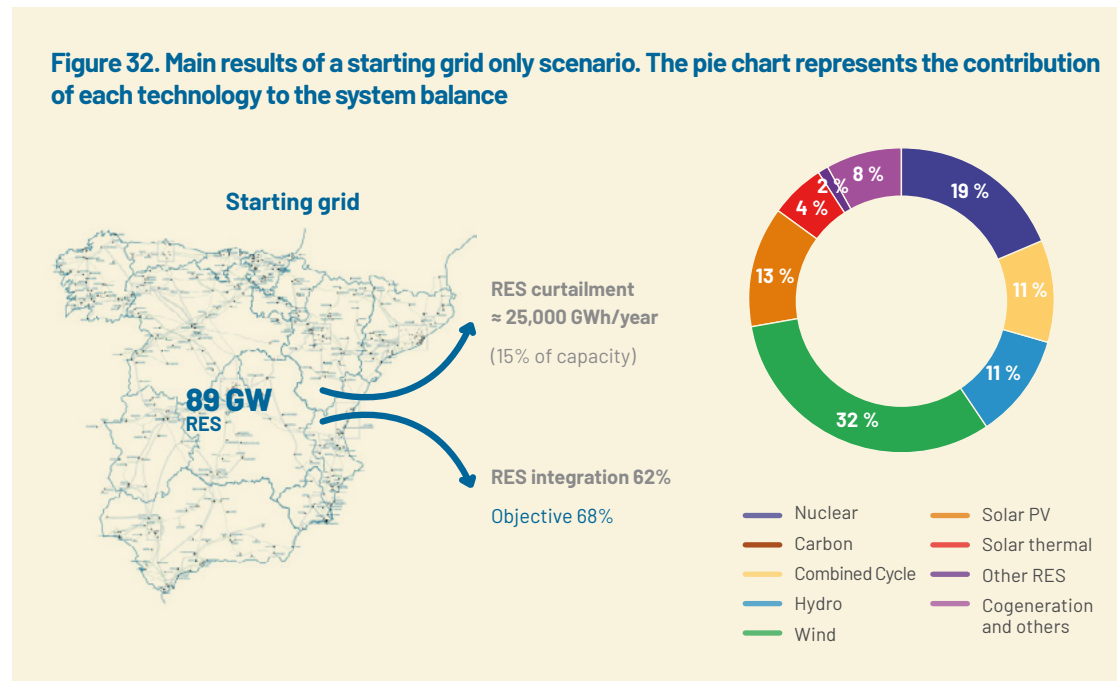 Figure 32. Main results of a starting grid only scenario. The pie chart represents the contribution
of each technology to the system balance
Starting grid
89 GW
RES
RES curtailment
≈ 25,000 GWh/year
(15% of capacity)
RES integration 62%
Objective 68%
19 %
11 %
11 %
32 %
13 %
4 %
2 %
8 %
Nuclear
Carbon
Combined Cycle
Hydro
Wind
Solar PV
Solar thermal
Other RES
Cogeneration
and others